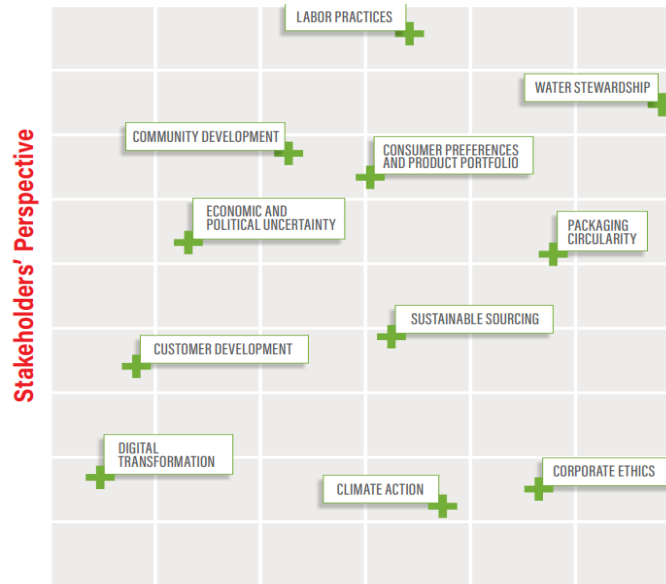 LABOR PRACTICES
WATER STEWARDSHIP
COMMUNITY DEVELOPMENT
CONSUMER PREFERENCES
AND PRODUCT PORTFOLIO
Stakeholders' Perspective
ECONOMIC AND
POLITICAL UNCERTAINTY
PACKAGING
CIRCULARITY
SUSTAINABLE SOURCING
CUSTOMER DEVELOPMENT
DIGITAL
TRANSFORMATION
CORPORATE ETHICS
CLIMATE ACTION